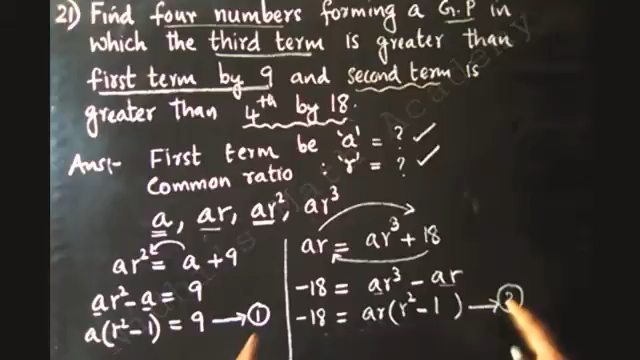 21) Find four numbers forming a G.P in
which the third term is greater than
first term by 9 and second term is
greater than 4th by 18.
Ans:- First term be 'a' = ? ✓
Common ratio : 'r' = ? ✓
a, ar, ar², ar³
ar² = a + 9
ar² - a = 9
a(r² - 1) = 9 → ①
ar = ar³ + 18
-18 = ar³ - ar
-18 = ar(r² - 1) → ②